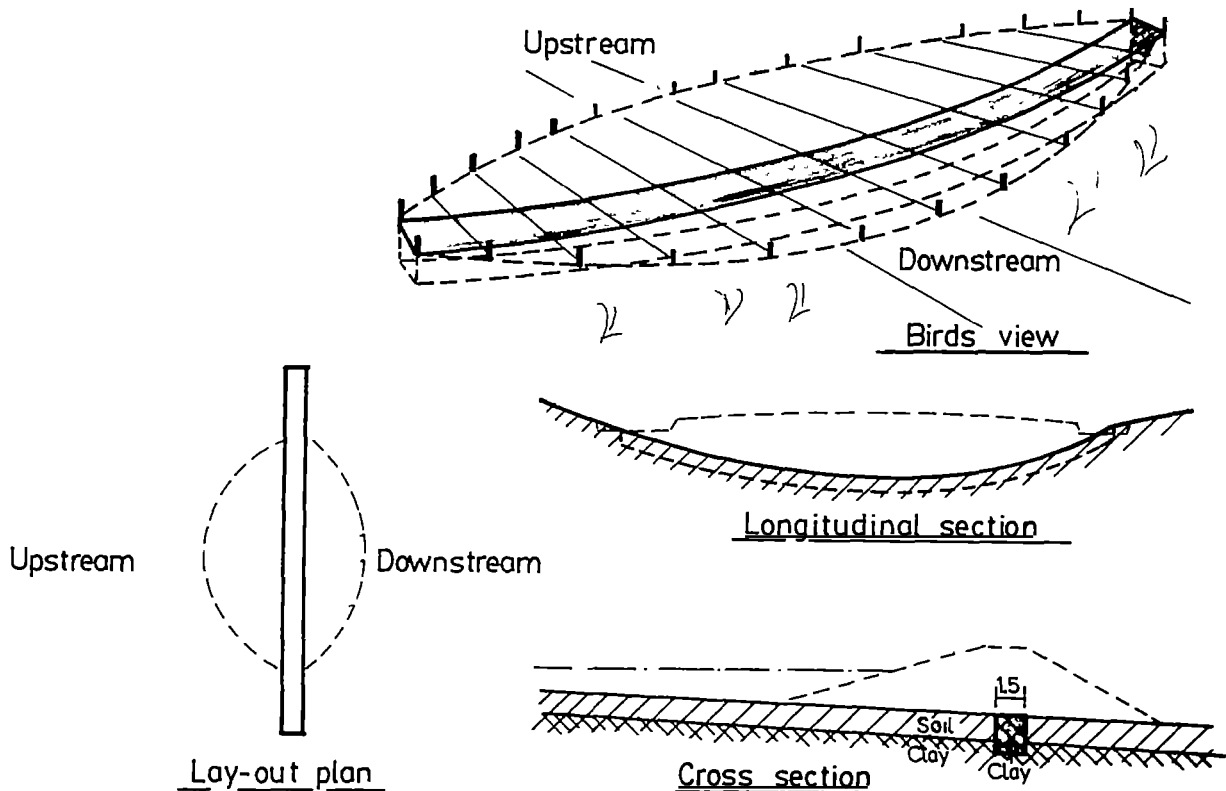 Upstream
Downstream
Birds view
Longitudinal section
Upstream
Downstream
Lay-out plan
1.5
Soil
Clay
Clay
Cross section